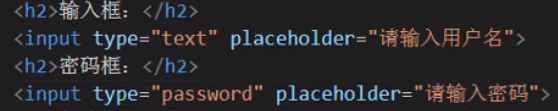 <h2>输入框：</h2>
<input type="text" placeholder="请输入用户名">
<h2>密码框：</h2>
<input type="password" placeholder="请输入密码">